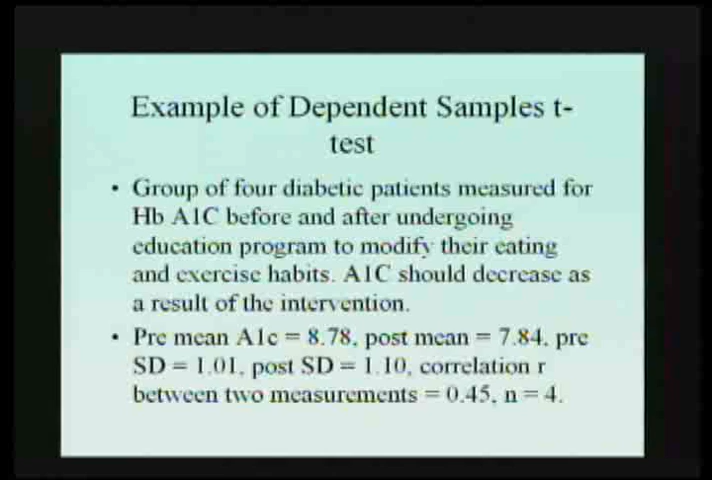 Example of Dependent Samples t-
test
• Group of four diabetic patients measured for
Hb A1C before and after undergoing
education program to modify their eating
and exercise habits. A1C should decrease as
a result of the intervention.
• Pre mean A1c = 8.78, post mean = 7.84, pre
SD = 1.01, post SD = 1.10, correlation r
between two measurements = 0.45, n = 4.